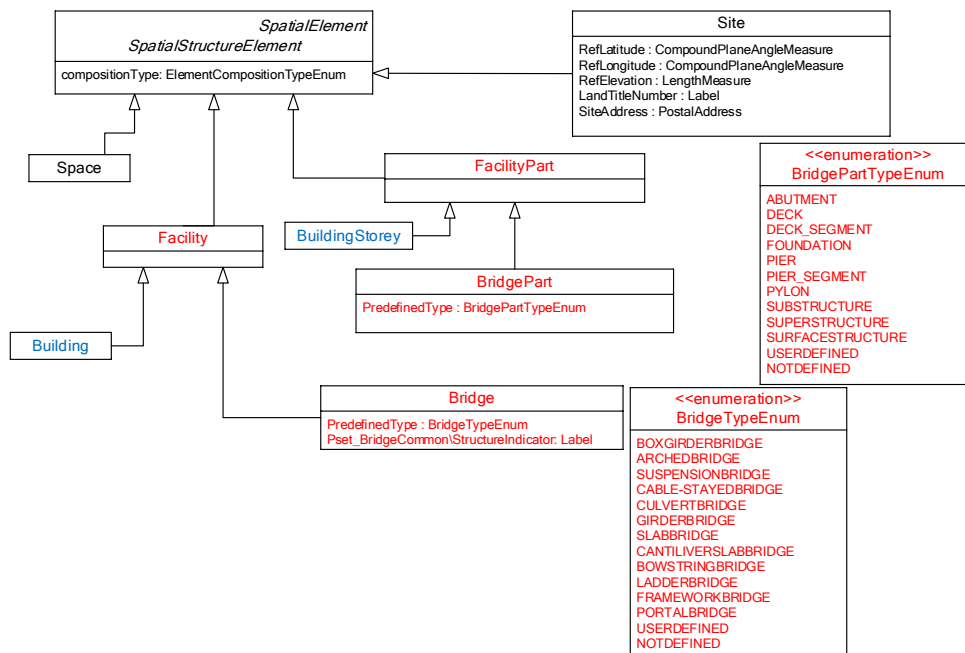 SpatialElement
SpatialStructureElement
compositionType: ElementCompositionTypeEnum
Site
RefLatitude : CompoundPlaneAngleMeasure
RefLongitude : CompoundPlaneAngleMeasure
RefElevation : LengthMeasure
LandTitleNumber : Label
SiteAddress : PostalAddress
Space
FacilityPart
<<enumeration>>
BridgePartTypeEnum
ABUTMENT
DECK
DECK_SEGMENT
FOUNDATION
PIER
PIER_SEGMENT
PYLON
SUBSTRUCTURE
SUPERSTRUCTURE
SURFACESTRUCTURE
USERDEFINED
NOTDEFINED
Facility
BuildingStorey
BridgePart
PredefinedType : BridgePartTypeEnum
Building
Bridge
PredefinedType : BridgeTypeEnum
Pset_BridgeCommon\StructureIndicator: Label
<<enumeration>>
BridgeTypeEnum
BOXGIRDERBRIDGE
ARCHEDBRIDGE
SUSPENSIONBRIDGE
CABLE-STAYEDBRIDGE
CULVERTBRIDGE
GIRDERBRIDGE
SLABBRIDGE
CANTILIVERSLABBRIDGE
BOWSTRINGBRIDGE
LADDERBRIDGE
FRAMEWORKBRIDGE
PORTALBRIDGE
USERDEFINED
NOTDEFINED